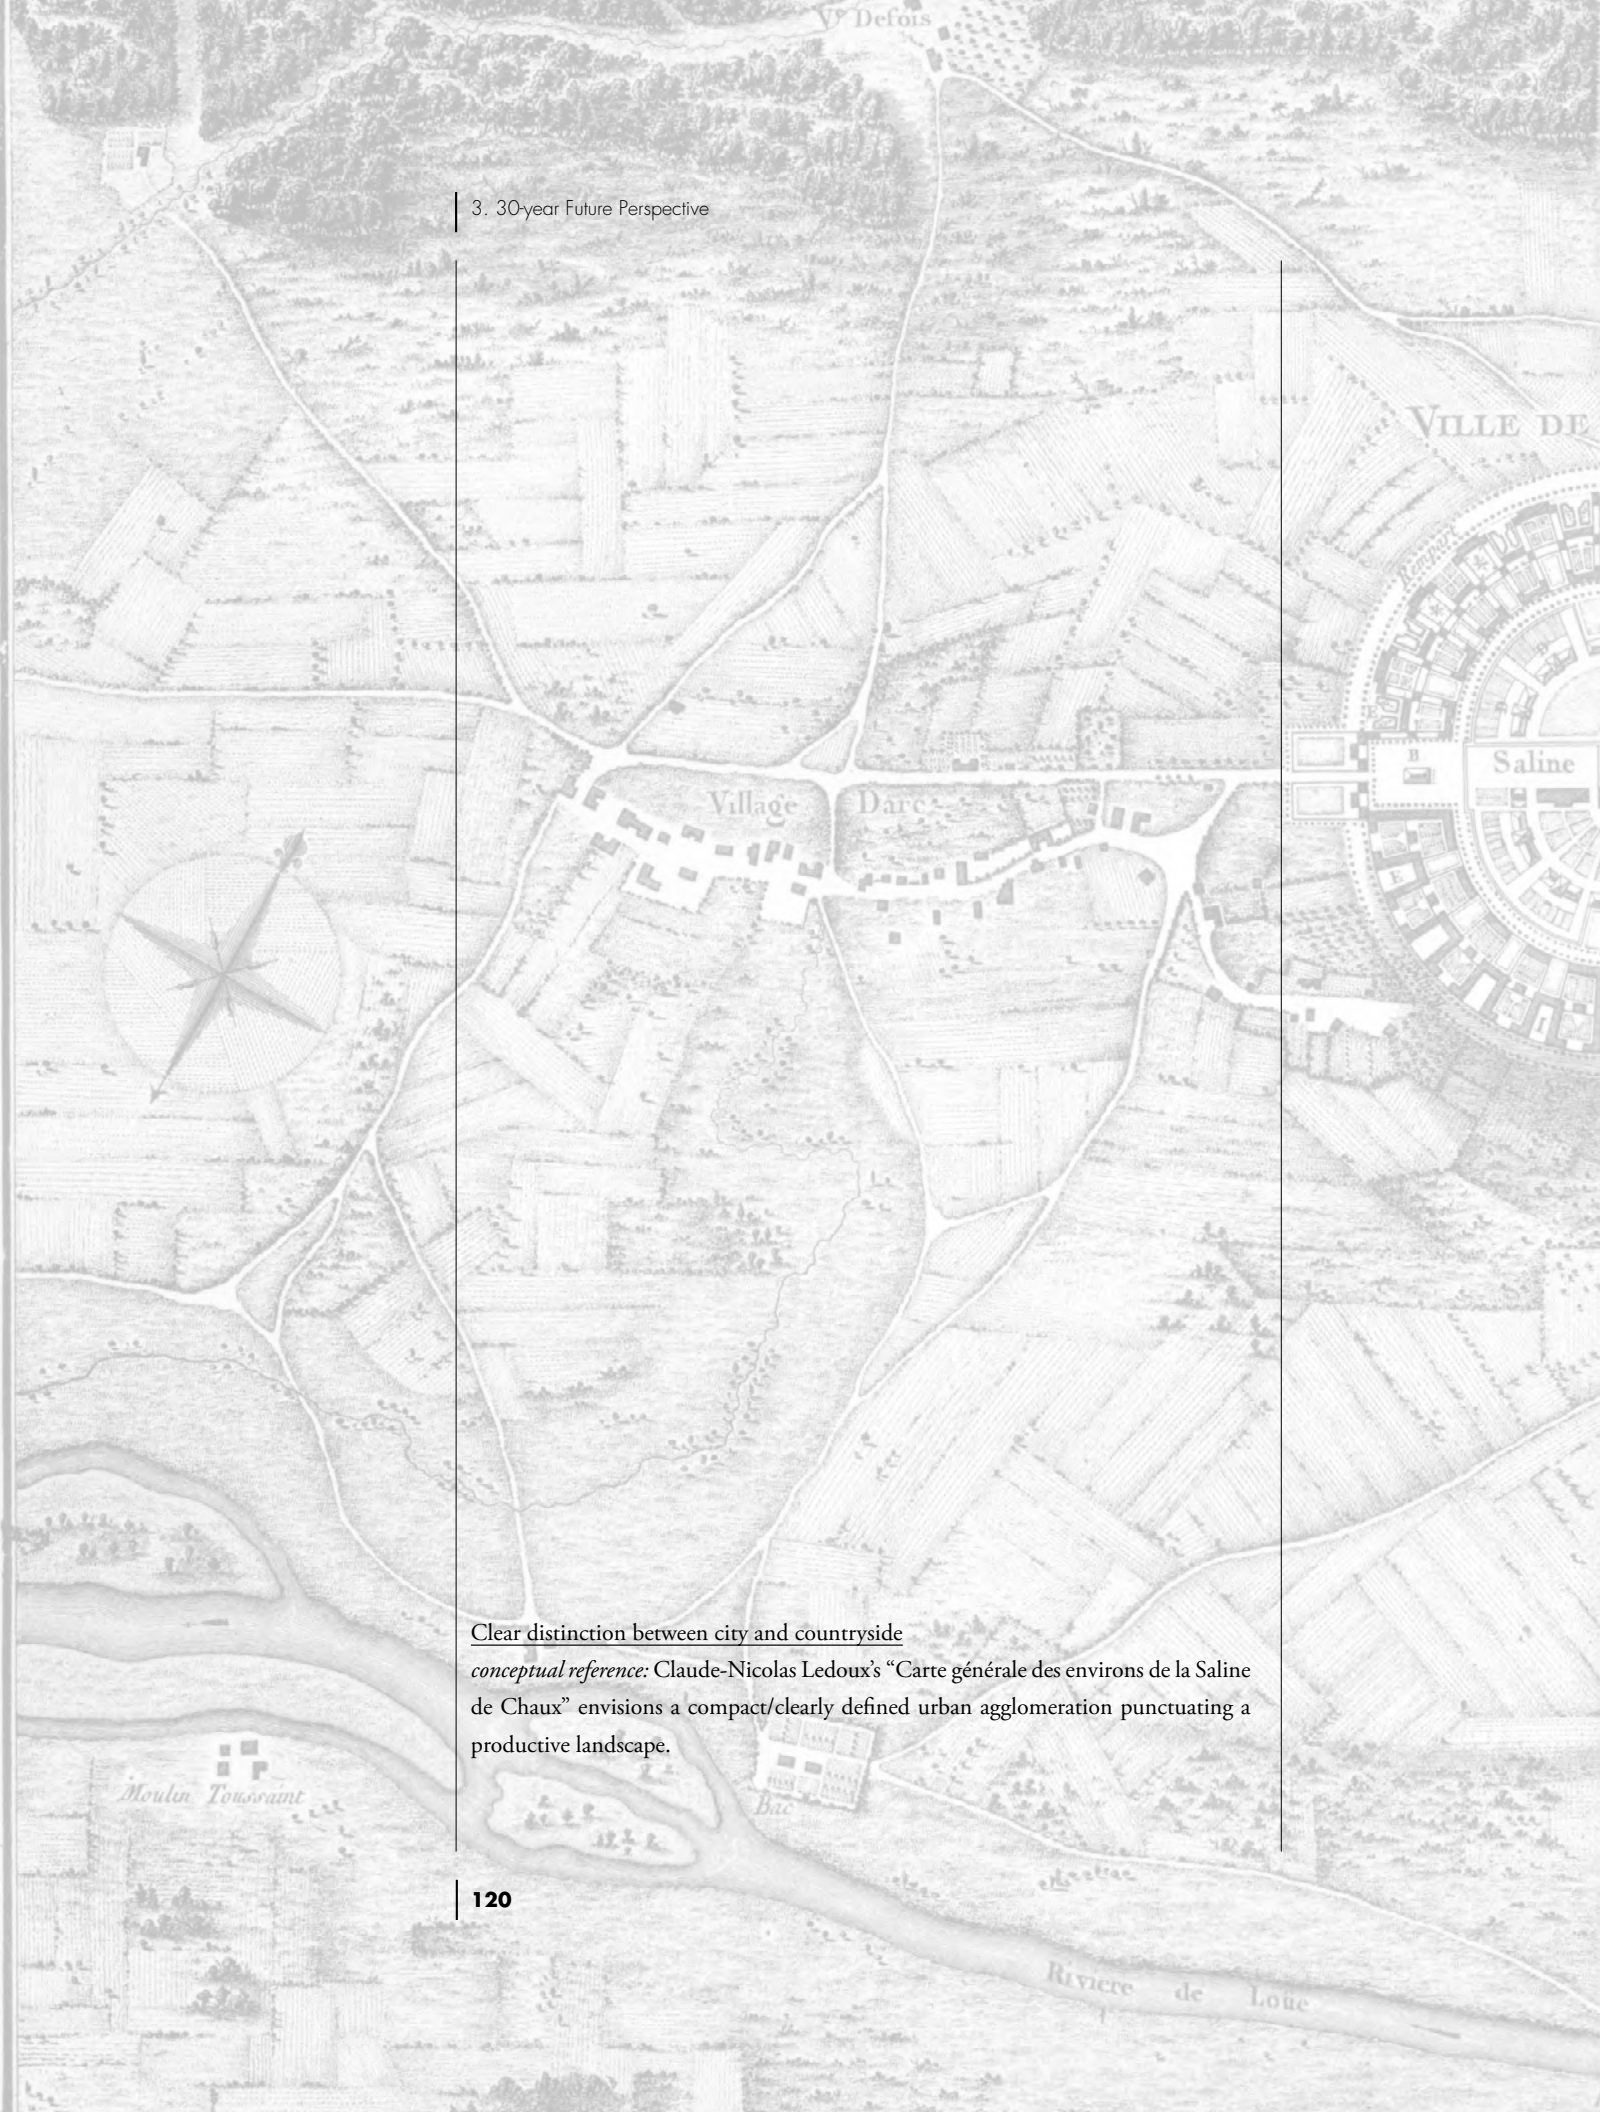 Vge Defois
3. 30-year Future Perspective
VILLE DE
Rempart
B
Saline
Village Darc
E
Clear distinction between city and countryside
conceptual reference: Claude-Nicolas Ledoux’s “Carte générale des environs de la Saline
de Chaux” envisions a compact/clearly defined urban agglomeration punctuating a
productive landscape.
Moulin Toussaint
Bac
120
Riviere de Loue